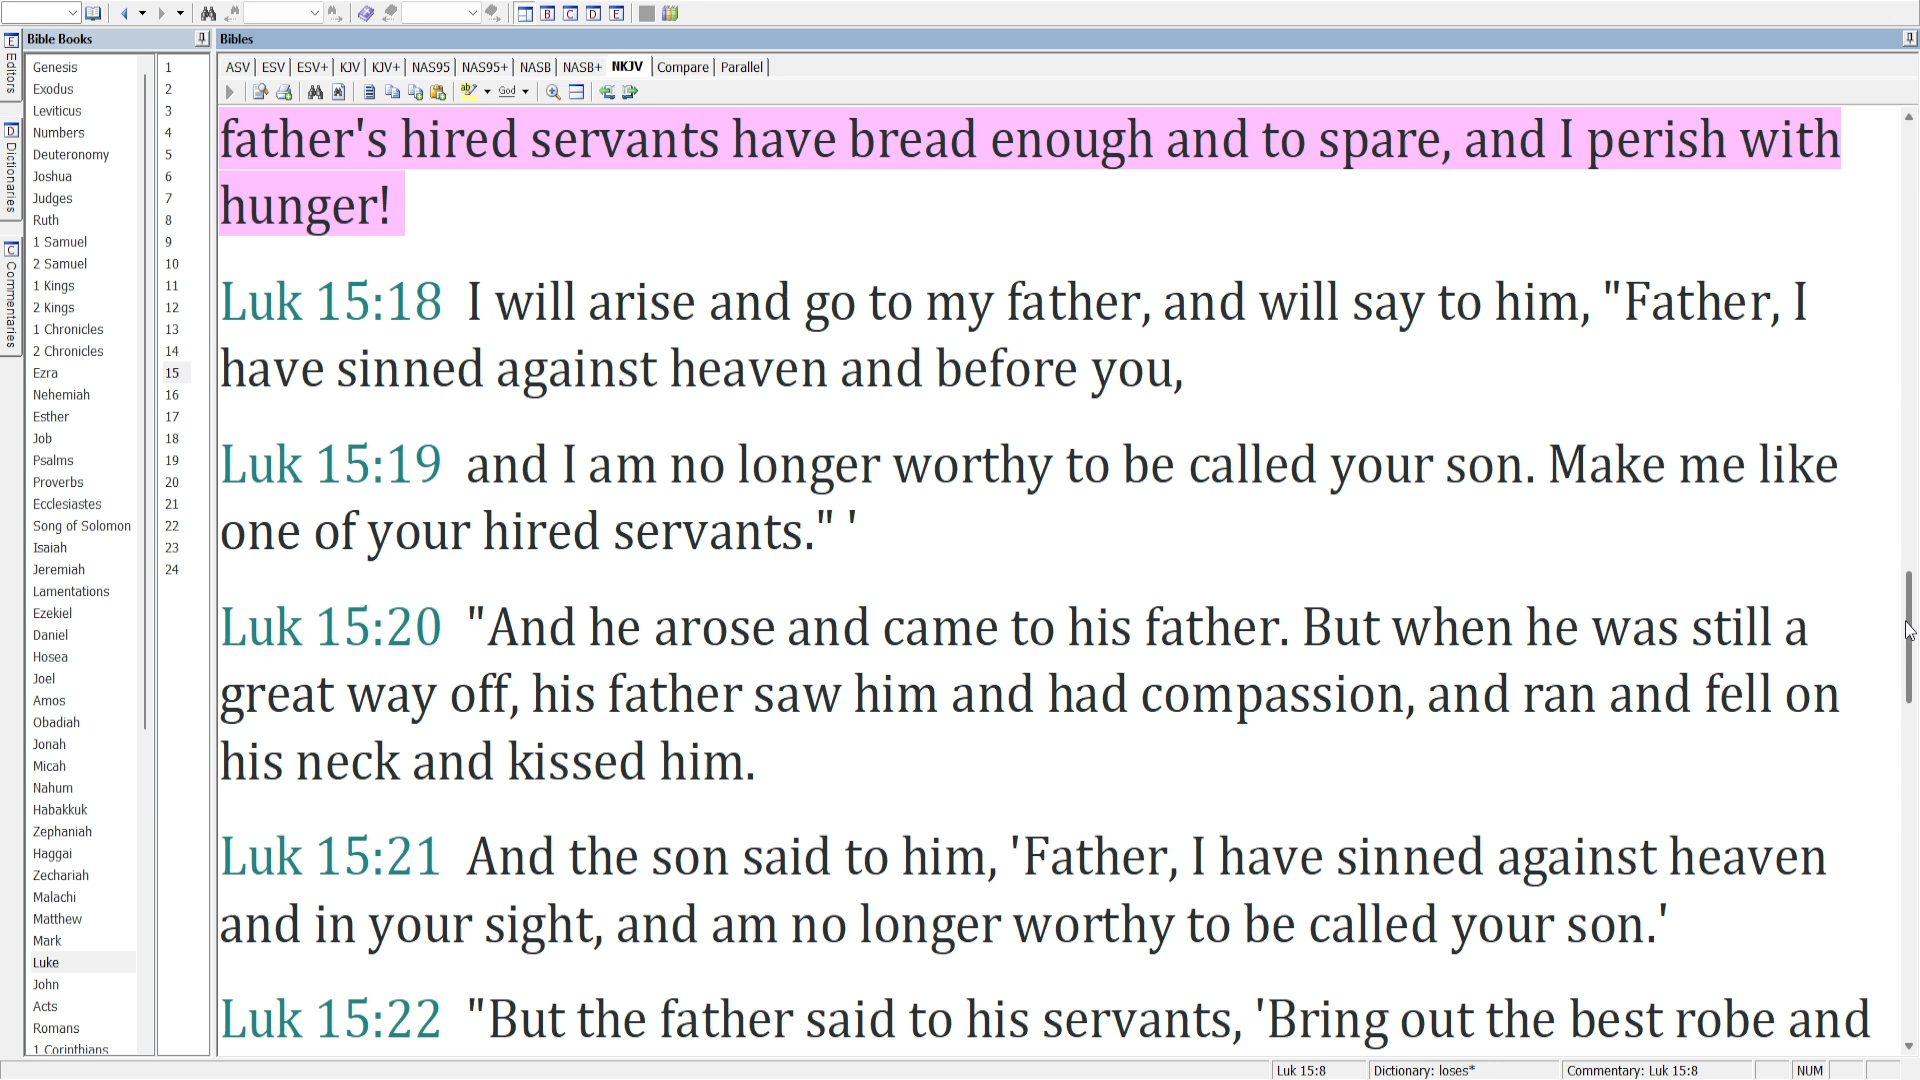 Bible Books
Bibles
Editors
Dictionaries
Commentaries
B C D E
ASV ESV ESV+ KJV KJV+ NAS95 NAS95+ NASB NASB+ NKJV Compare Parallel
God
Genesis
Exodus
Leviticus
Numbers
Deuteronomy
Joshua
Judges
Ruth
1 Samuel
2 Samuel
1 Kings
2 Kings
1 Chronicles
2 Chronicles
Ezra
Nehemiah
Esther
Job
Psalms
Proverbs
Ecclesiastes
Song of Solomon
Isaiah
Jeremiah
Lamentations
Ezekiel
Daniel
Hosea
Joel
Amos
Obadiah
Jonah
Micah
Nahum
Habakkuk
Zephaniah
Haggai
Zechariah
Malachi
Matthew
Mark
Luke
John
Acts
Romans
1 Corinthians
1
2
3
4
5
6
7
8
9
10
11
12
13
14
15
16
17
18
19
20
21
22
23
24
father's hired servants have bread enough and to spare, and I perish with
hunger!
Luk 15:18 I will arise and go to my father, and will say to him, "Father, I
have sinned against heaven and before you,
Luk 15:19 and I am no longer worthy to be called your son. Make me like
one of your hired servants." '
Luk 15:20 "And he arose and came to his father. But when he was still a
great way off, his father saw him and had compassion, and ran and fell on
his neck and kissed him.
Luk 15:21 And the son said to him, 'Father, I have sinned against heaven
and in your sight, and am no longer worthy to be called your son.'
Luk 15:22 "But the father said to his servants, 'Bring out the best robe and
Luk 15:8 Dictionary: loses* Commentary: Luk 15:8 NUM